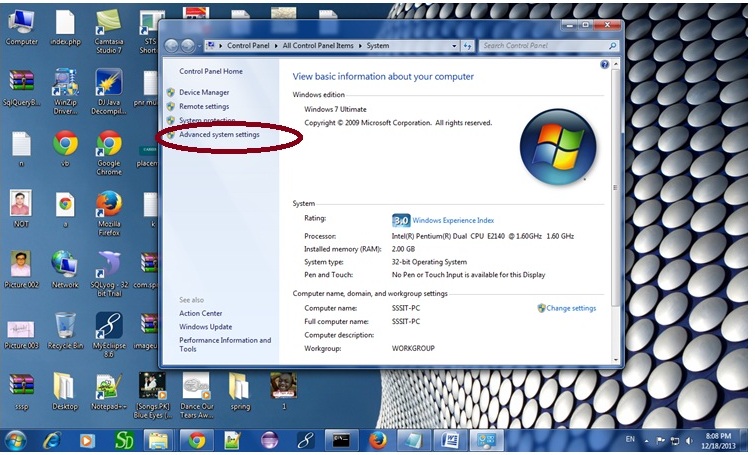 Computer
index.php
Camtasia
Studio 7
STS
Short
SqlQueryB...
WinZip
Driver...
DJ Java
Decompil...
pnr mu
n
vb
Google
Chrome
placem
NOT
a
Mozilla
Firefox
k
Picture 002
Network
SQLyog - 32
bit Trial
com.sp
Picture 003
Recycle Bin
MyEclipse
8.6
imageu
sssp
Desktop
Notepad++
[Songs.PK]
Blue Eyes (...
Dance Our
Tears Aw...
spring
1
Control Panel
All Control Panel Items
System
Search Control Panel
Control Panel Home
Device Manager
Remote settings
System protection
Advanced system settings
See also
Action Center
Windows Update
Performance Information and
Tools
View basic information about your computer
Windows edition
Windows 7 Ultimate
Copyright © 2009 Microsoft Corporation. All rights reserved.
System
Rating:
3.0 Windows Experience Index
Processor:
Intel(R) Pentium(R) Dual CPU E2140 @ 1.60GHz 1.60 GHz
Installed memory (RAM):
2.00 GB
System type:
32-bit Operating System
Pen and Touch:
No Pen or Touch Input is available for this Display
Computer name, domain, and workgroup settings
Computer name:
SSSIT-PC
Change settings
Full computer name:
SSSIT-PC
Computer description:
Workgroup:
WORKGROUP
EN
8:08 PM
12/18/2013